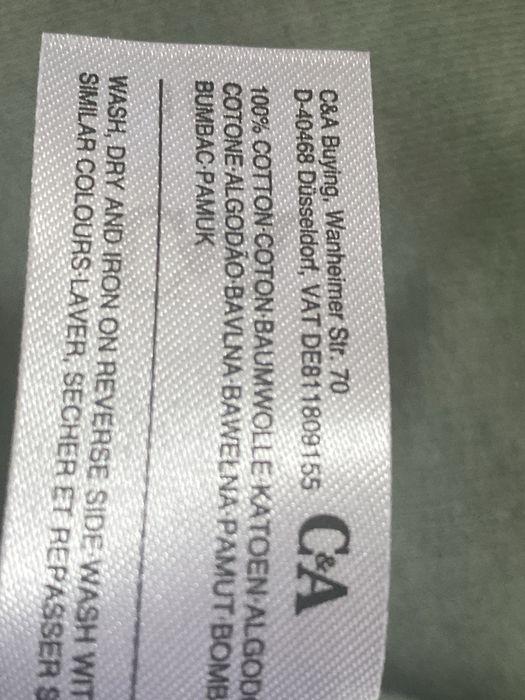 C&A Buying, Wanheimer Str. 70
D-40468 Düsseldorf, VAT DE811809155
C&A
100% COTTON·COTON·BAUMWOLLE·KATOEN·ALGOD
COTONE·ALGODÃO·BAVLNA·BAWEŁNA·PAMUT·BOMB
BUMBAC·PAMUK
WASH, DRY AND IRON ON REVERSE SIDE·WASH WIT
SIMILAR COLOURS·LAVER, SECHER ET REPASSER S